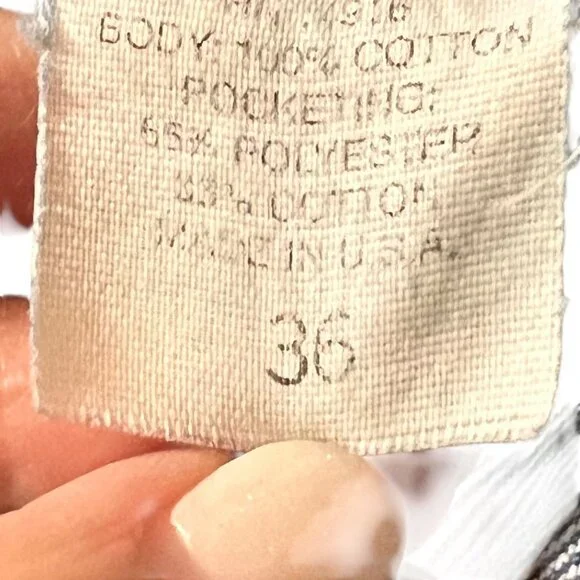 BODY: 100% COTTON
POCKETING:
65% POLYESTER
35% COTTON
MADE IN U.S.A.
36